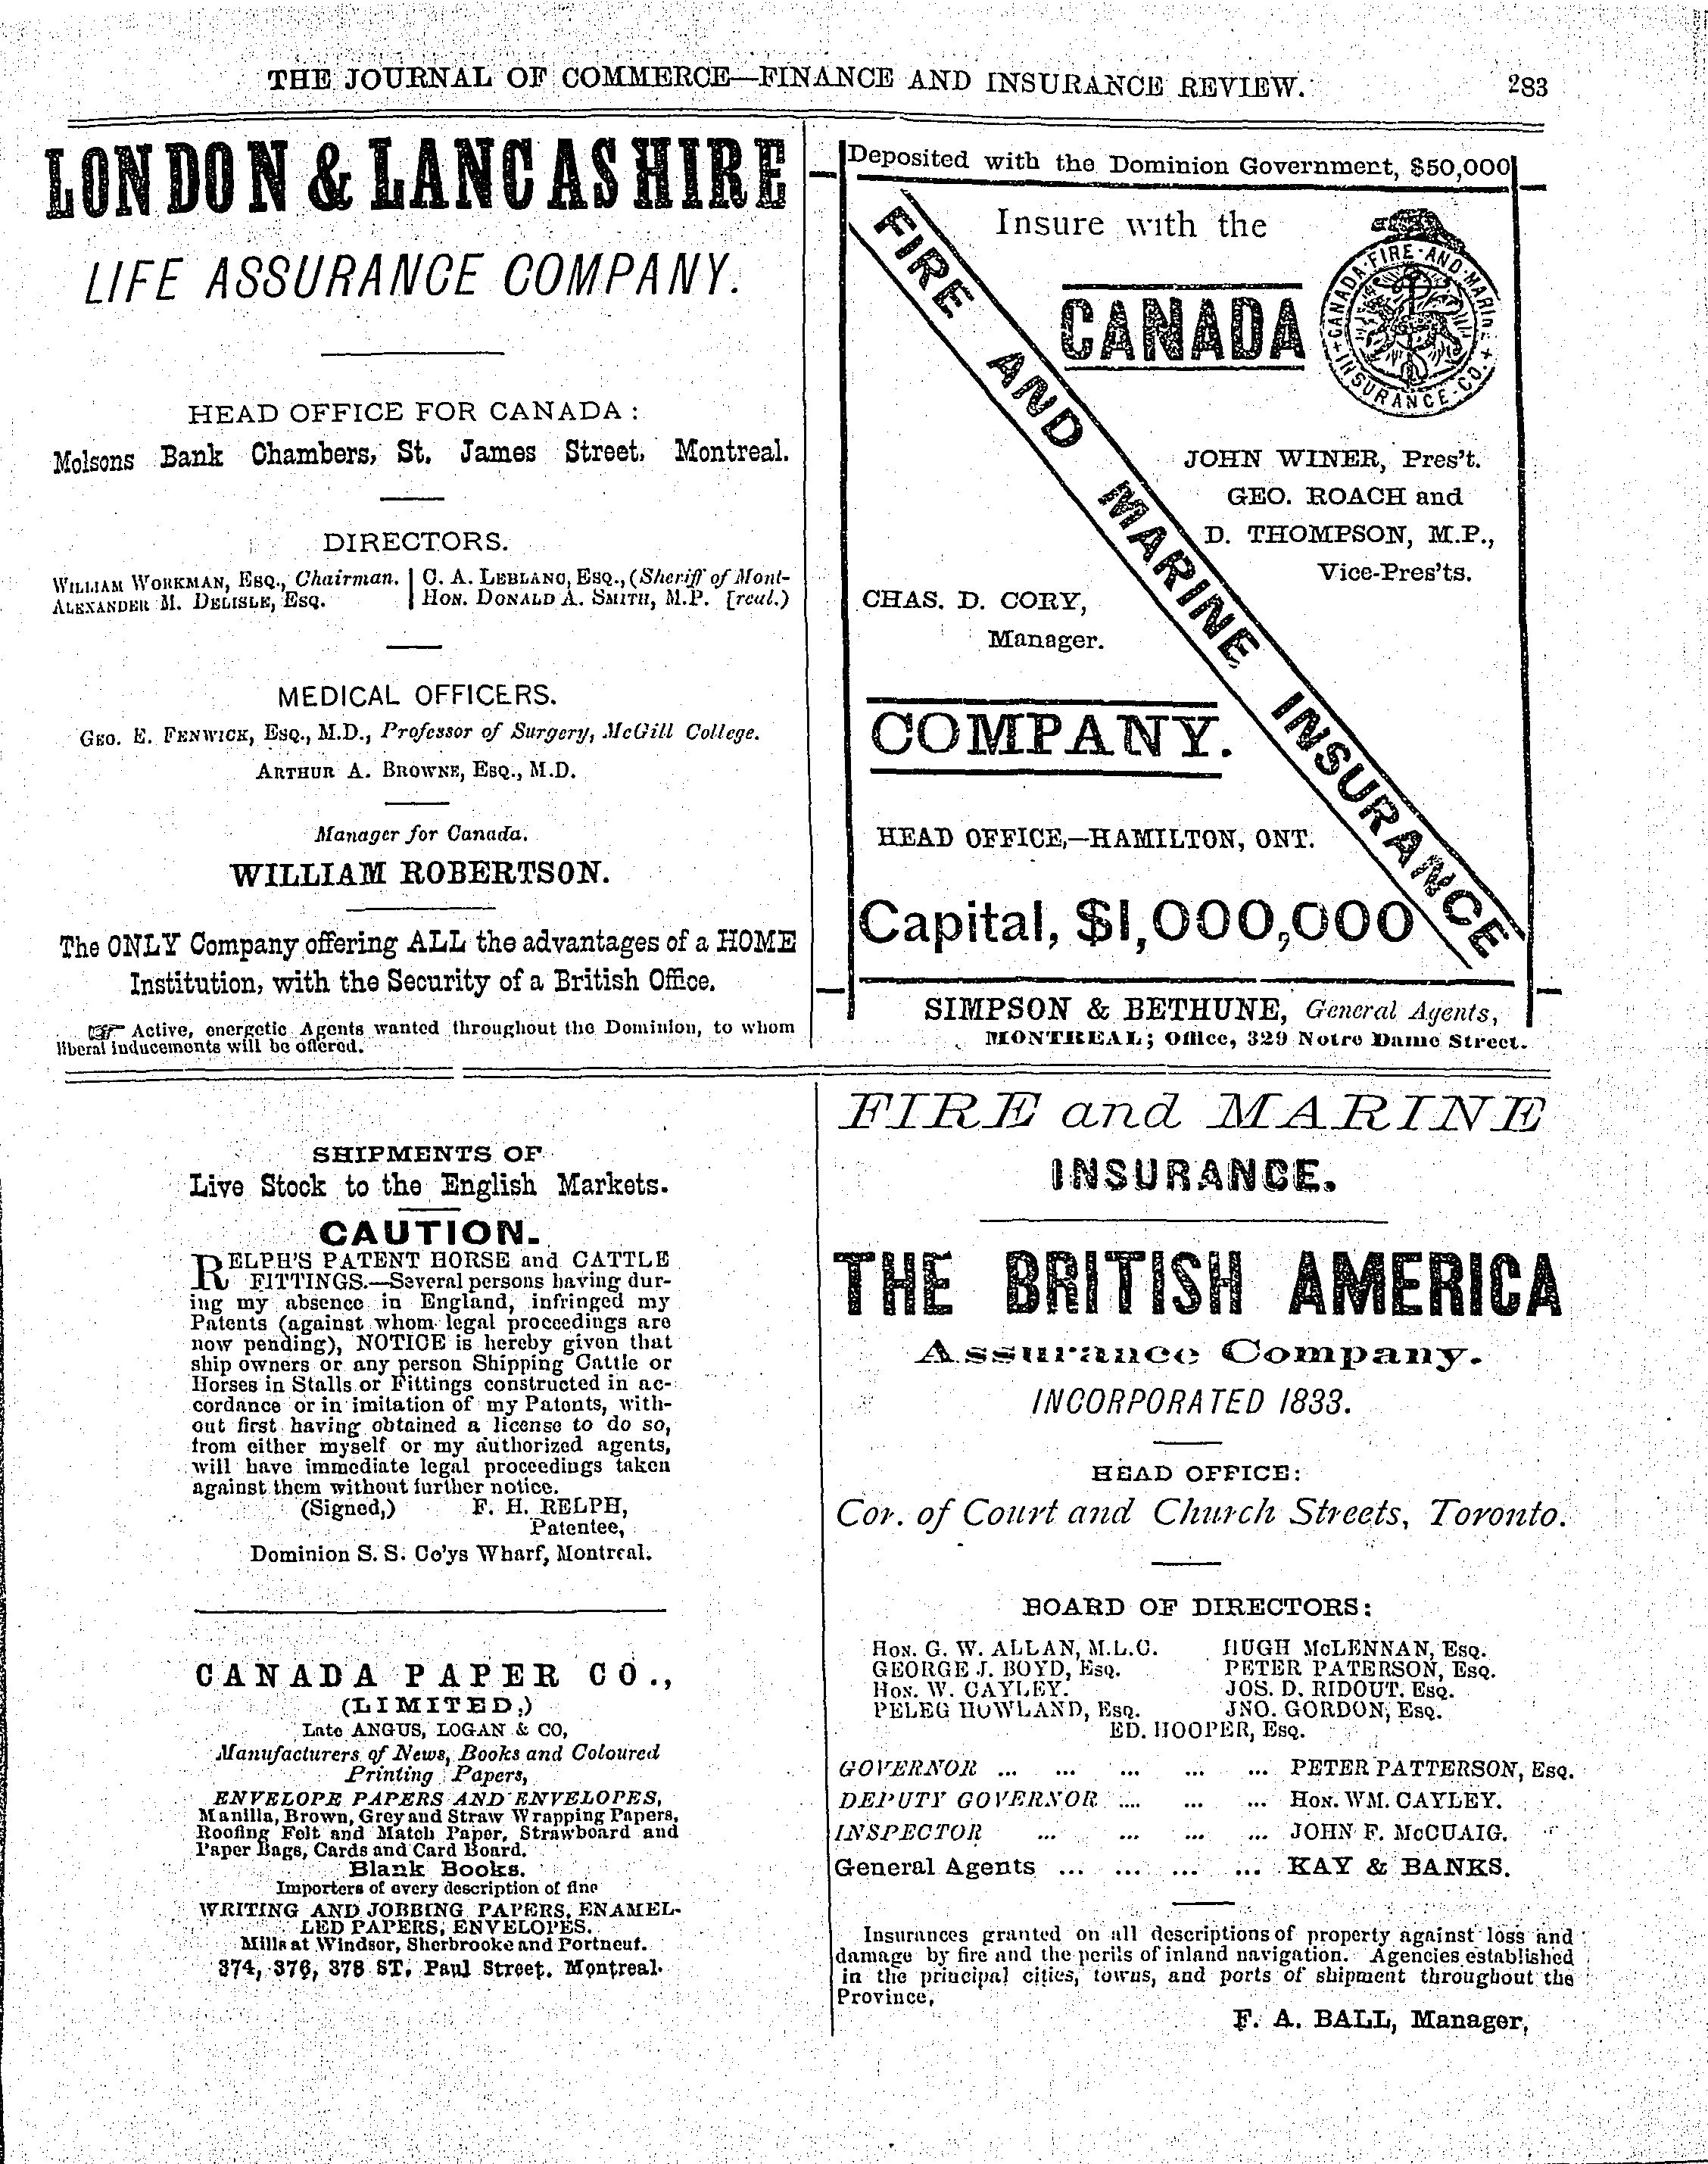 THE JOURNAL OF COMMERCE—FINANCE AND INSURANCE REVIEW. 283
LONDON & LANCASHIRE
LIFE ASSURANCE COMPANY.
HEAD OFFICE FOR CANADA:
Molsons Bank Chambers, St. James Street, Montreal.
DIRECTORS.
WILLIAM WORKMAN, ESQ., Chairman. | C. A. LEBLANC, ESQ., (Sheriff of Mont-
ALEXANDER M. DELISLE, ESQ. | HON. DONALD A. SMITH, M.P. [real.)
MEDICAL OFFICERS.
GEO. E. FENWICK, ESQ., M.D., Professor of Surgery, McGill College.
ARTHUR A. BROWNE, ESQ., M.D.
Manager for Canada.
WILLIAM ROBERTSON.
The ONLY Company offering ALL the advantages of a HOME
Institution, with the Security of a British Office.
☞ Active, energetic Agents wanted throughout the Dominion, to whom
liberal inducements will be offered.
Deposited with the Dominion Government, $50,000
Insure with the
CANADA
FIRE AND MARINE INSURANCE
CANADA·FIRE·AND·MARINE
+INSURANCE·CO.+
JOHN WINER, Pres't.
GEO. ROACH and
D. THOMPSON, M.P.,
Vice-Pres'ts.
CHAS. D. CORY,
Manager.
COMPANY.
HEAD OFFICE,—HAMILTON, ONT.
Capital, $1,000,000
SIMPSON & BETHUNE, General Agents,
MONTREAL; Office, 329 Notre Dame Street.
SHIPMENTS OF
Live Stock to the English Markets.
CAUTION.
RELPH'S PATENT HORSE and CATTLE
FITTINGS.—Several persons having dur-
ing my absence in England, infringed my
Patents (against whom legal proceedings are
now pending), NOTICE is hereby given that
ship owners or any person Shipping Cattle or
Horses in Stalls or Fittings constructed in ac-
cordance or in imitation of my Patents, with-
out first having obtained a license to do so,
from either myself or my authorized agents,
will have immediate legal proceedings taken
against them without further notice.
(Signed,) F. H. RELPH,
Patentee,
Dominion S. S. Co'ys Wharf, Montreal.
CANADA PAPER CO.,
(LIMITED,)
Late ANGUS, LOGAN & CO,
Manufacturers of News, Books and Coloured
Printing Papers,
ENVELOPE PAPERS AND ENVELOPES,
Manilla, Brown, Grey and Straw Wrapping Papers,
Roofing Felt and Match Paper, Strawboard and
Paper Bags, Cards and Card Board.
Blank Books.
Importers of every description of fine
WRITING AND JOBBING PAPERS, ENAMEL-
LED PAPERS, ENVELOPES.
Mills at Windsor, Sherbrooke and Portneuf.
374, 376, 378 ST. Paul Street. Montreal.
FIRE and MARINE
INSURANCE.
THE BRITISH AMERICA
Assurance Company.
INCORPORATED 1833.
HEAD OFFICE:
Cor. of Court and Church Streets, Toronto.
BOARD OF DIRECTORS:
HON. G. W. ALLAN, M.L.C. HUGH McLENNAN, ESQ.
GEORGE J. BOYD, ESQ. PETER PATERSON, ESQ.
HON. W. CAYLEY. JOS. D. RIDOUT, ESQ.
PELEG HOWLAND, ESQ. JNO. GORDON, ESQ.
ED. HOOPER, ESQ.
GOVERNOR ... ... ... ... ... PETER PATTERSON, ESQ.
DEPUTY GOVERNOR .... ... ... HON. WM. CAYLEY.
INSPECTOR ... ... ... ... JOHN F. McCUAIG.
General Agents ... ... ... ... KAY & BANKS.
Insurances granted on all descriptions of property against loss and
damage by fire and the perils of inland navigation. Agencies established
in the principal cities, towns, and ports of shipment throughout the
Province,
F. A. BALL, Manager,